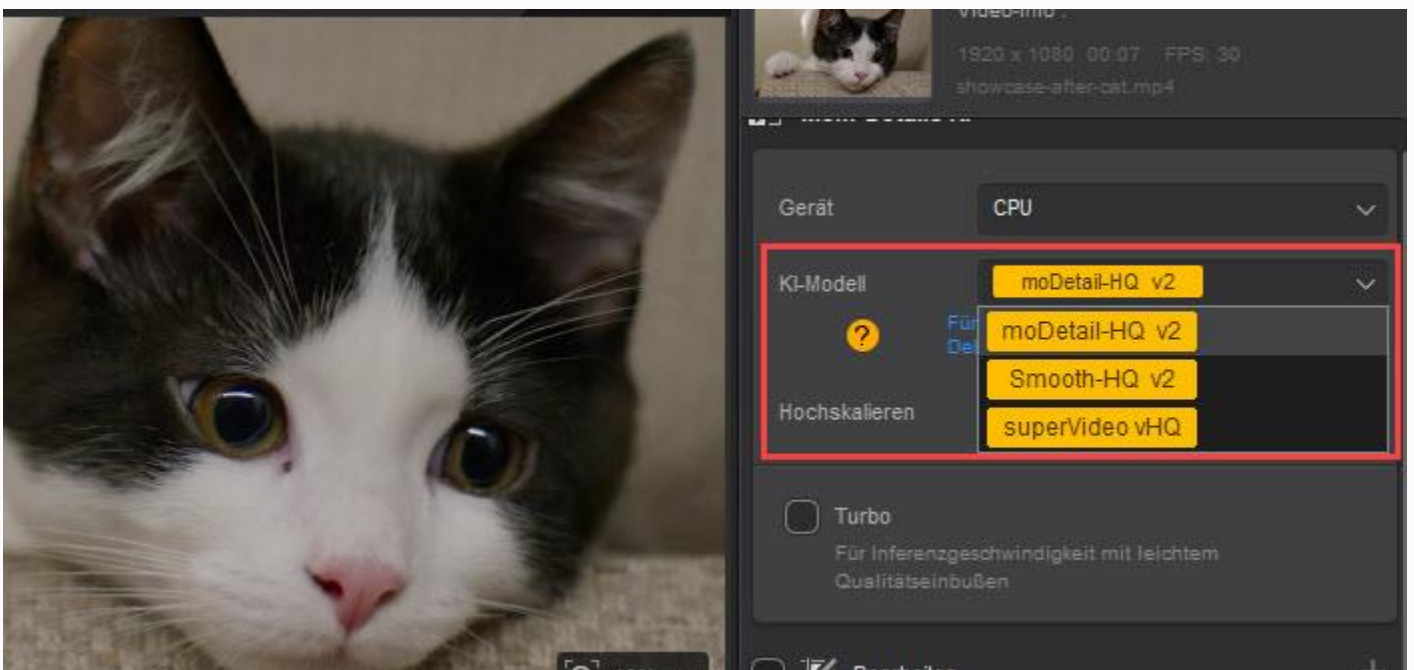 Video-Info :
1920 x 1080 00:07 FPS: 30
showcase-after-cat.mp4
Gerät CPU
KI-Modell moDetail-HQ v2
?
Für
moDetail-HQ v2
Smooth-HQ v2
Hochskalieren
superVideo vHQ
Turbo
Für Inferenzgeschwindigkeit mit leichtem
Qualitätseinbußen